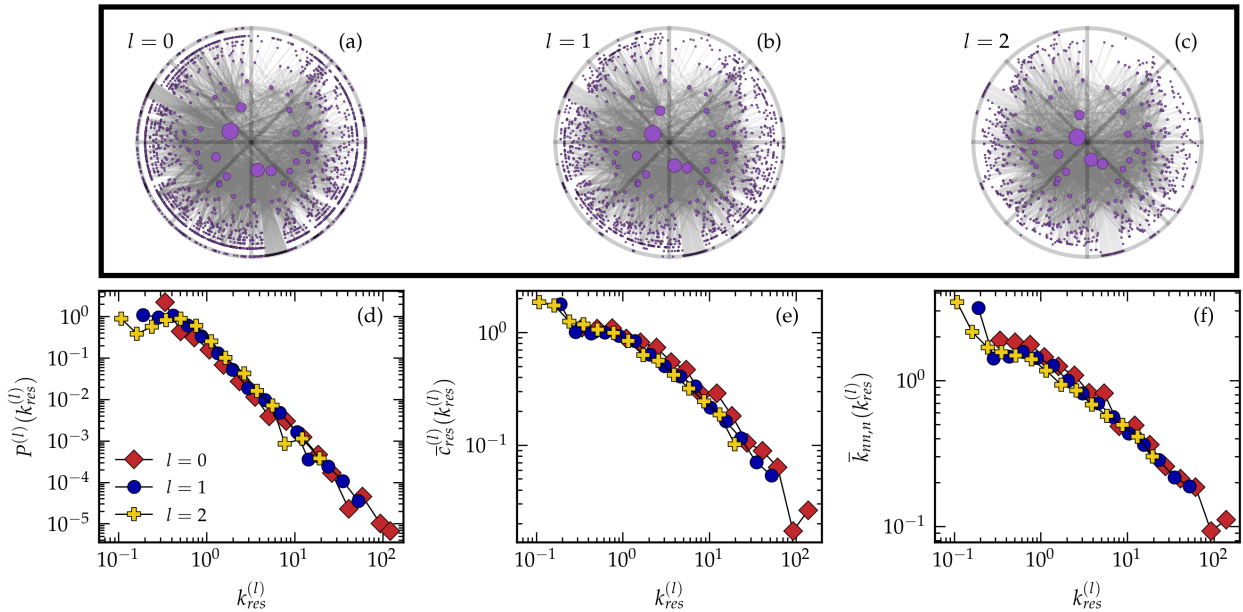 l = 0
(a)
l = 1
(b)
l = 2
(c)
P^{(l)}(k_{res}^{(l)})
10^0
10^{-1}
10^{-2}
10^{-3}
10^{-4}
10^{-5}
(d)
l = 0
l = 1
l = 2
10^{-1}
10^0
10^1
10^2
k_{res}^{(l)}
\bar{c}_{res}^{(l)}(k_{res}^{(l)})
10^0
10^{-1}
(e)
10^{-1}
10^0
10^1
10^2
k_{res}^{(l)}
\bar{k}_{nn,n}(k_{res}^{(l)})
10^0
10^{-1}
(f)
10^{-1}
10^0
10^1
10^2
k_{res}^{(l)}